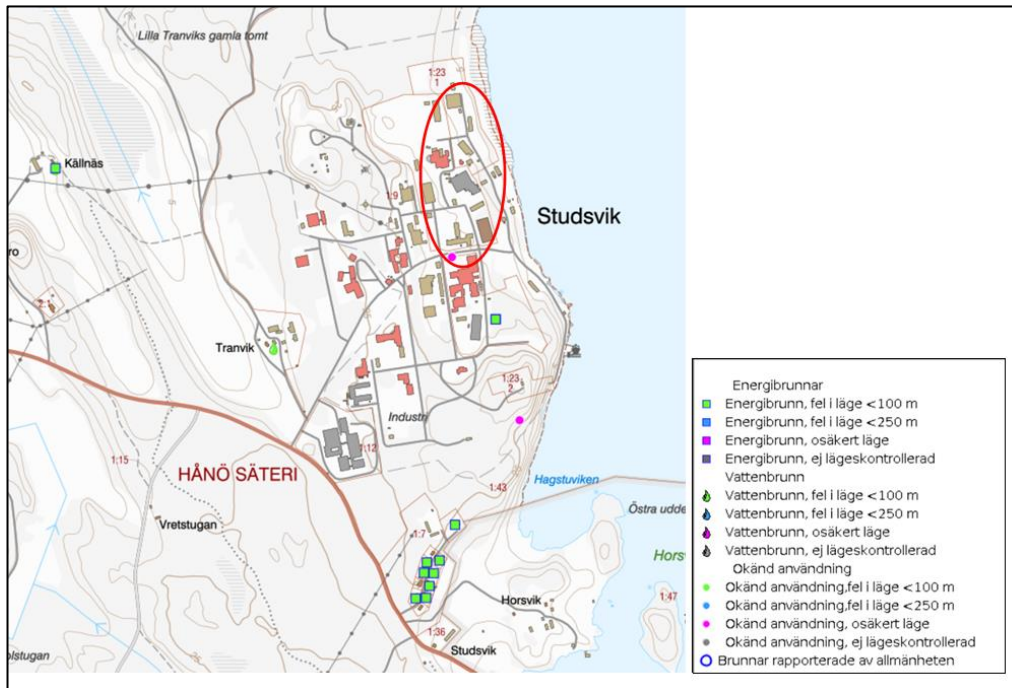 Lilla Tranviks gamla tomt
1:23
1
Källnäs
1:9
Studsvik
ro
2:1
Tranvik
1:23
2
Industri
1:12
1:15
HÅNÖ SÄTERI
1:43
Hagstuviken
Östra udde
Vretstugan
1:7
Hors
Horsvik
1:47
1:36
olstugan
Studsvik
Energibrunnar
Energibrunn, fel i läge <100 m
Energibrunn, fel i läge <250 m
Energibrunn, osäkert läge
Energibrunn, ej lägeskontrollerad
Vattenbrunn
Vattenbrunn, fel i läge <100 m
Vattenbrunn, fel i läge <250 m
Vattenbrunn, osäkert läge
Vattenbrunn, ej lägeskontrollerad
Okänd användning
Okänd användning,fel i läge <100 m
Okänd användning,fel i läge <250 m
Okänd användning, osäkert läge
Okänd användning, ej lägeskontrollerad
Brunnar rapporterade av allmänheten